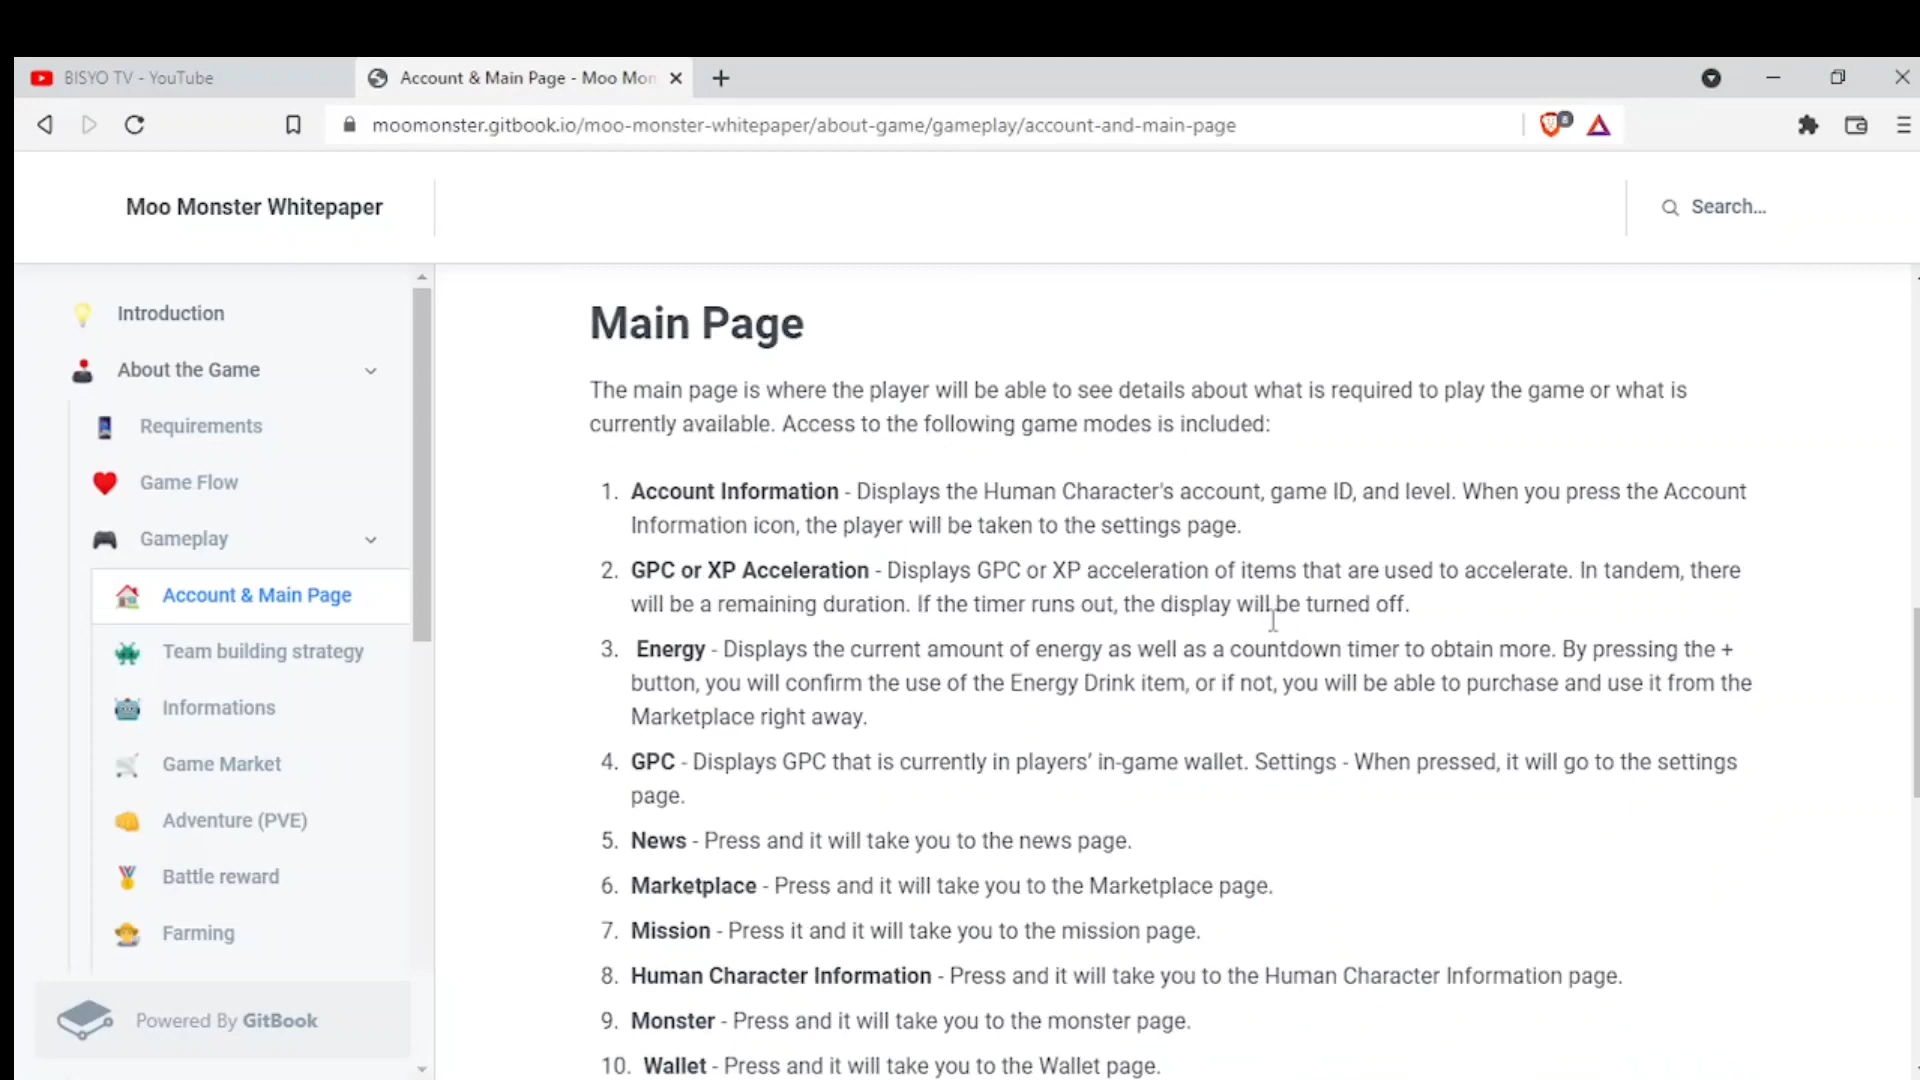 BISYO TV - YouTube
Account & Main Page - Moo Mon
moomonster.gitbook.io/moo-monster-whitepaper/about-game/gameplay/account-and-main-page
8
Moo Monster Whitepaper
Search...
Introduction
About the Game
Requirements
Game Flow
Gameplay
Account & Main Page
Team building strategy
Informations
Game Market
Adventure (PVE)
Battle reward
Farming
Powered By GitBook
Main Page
The main page is where the player will be able to see details about what is required to play the game or what is
currently available. Access to the following game modes is included:
1. Account Information - Displays the Human Character's account, game ID, and level. When you press the Account
Information icon, the player will be taken to the settings page.
2. GPC or XP Acceleration - Displays GPC or XP acceleration of items that are used to accelerate. In tandem, there
will be a remaining duration. If the timer runs out, the display will be turned off.
3. Energy - Displays the current amount of energy as well as a countdown timer to obtain more. By pressing the +
button, you will confirm the use of the Energy Drink item, or if not, you will be able to purchase and use it from the
Marketplace right away.
4. GPC - Displays GPC that is currently in players’ in-game wallet. Settings - When pressed, it will go to the settings
page.
5. News - Press and it will take you to the news page.
6. Marketplace - Press and it will take you to the Marketplace page.
7. Mission - Press it and it will take you to the mission page.
8. Human Character Information - Press and it will take you to the Human Character Information page.
9. Monster - Press and it will take you to the monster page.
10. Wallet - Press and it will take you to the Wallet page.